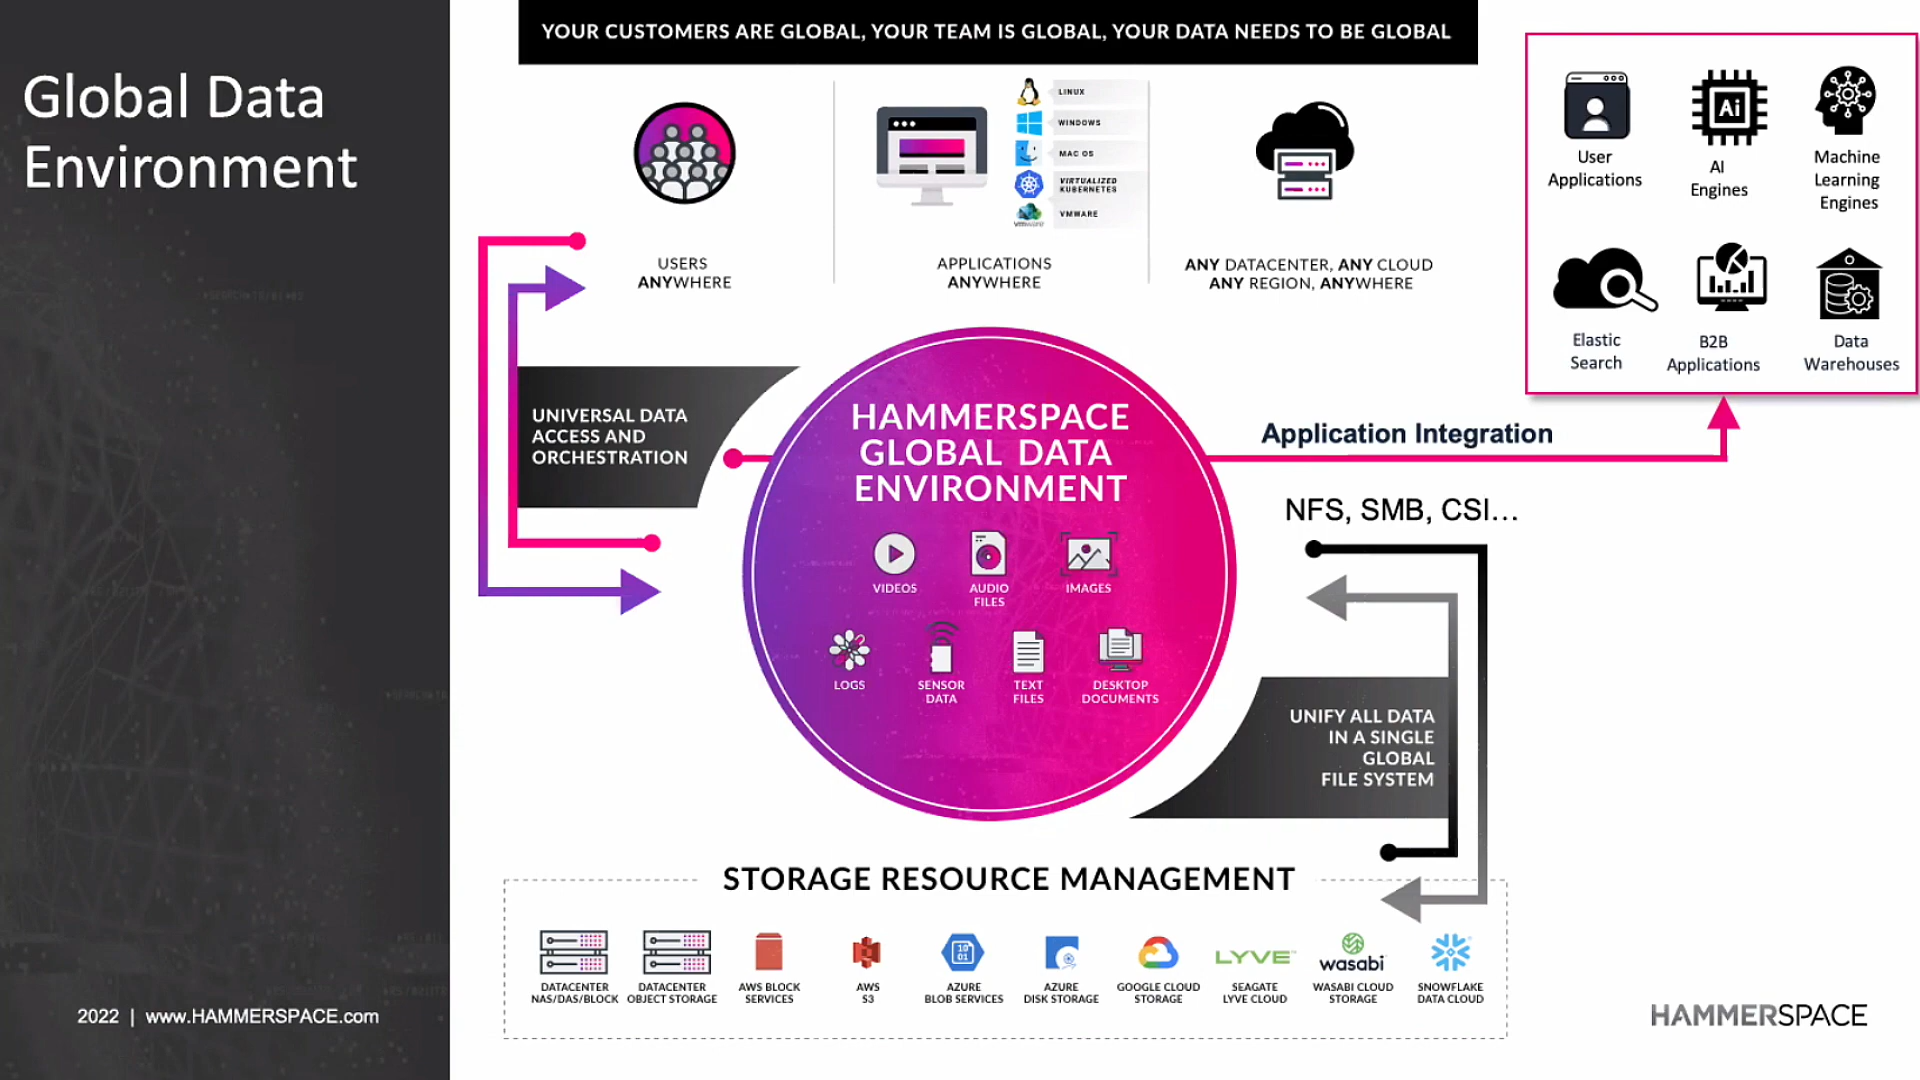 YOUR CUSTOMERS ARE GLOBAL, YOUR TEAM IS GLOBAL, YOUR DATA NEEDS TO BE GLOBAL
Global Data
Environment
LINUX
WINDOWS
MAC OS
VIRTUALIZED
KUBERNETES
VMWARE
USERS
ANYWHERE
APPLICATIONS
ANYWHERE
ANY DATACENTER, ANY CLOUD
ANY REGION, ANYWHERE
User
Applications
Ai
AI
Engines
Machine
Learning
Engines
Elastic
Search
B2B
Applications
Data
Warehouses
UNIVERSAL DATA
ACCESS AND
ORCHESTRATION
HAMMERSPACE
GLOBAL DATA
ENVIRONMENT
Application Integration
NFS, SMB, CSI...
VIDEOS
AUDIO
FILES
IMAGES
LOGS
SENSOR
DATA
TEXT
FILES
DESKTOP
DOCUMENTS
UNIFY ALL DATA
IN A SINGLE
GLOBAL
FILE SYSTEM
STORAGE RESOURCE MANAGEMENT
10
01
LYVE
wasabi
DATACENTER
NAS/DAS/BLOCK
DATACENTER
OBJECT STORAGE
AWS BLOCK
SERVICES
AWS
S3
AZURE
BLOB SERVICES
AZURE
DISK STORAGE
GOOGLE CLOUD
STORAGE
SEAGATE
LYVE CLOUD
WASABI CLOUD
STORAGE
SNOWFLAKE
DATA CLOUD
2022 | www.HAMMERSPACE.com
HAMMERSPACE